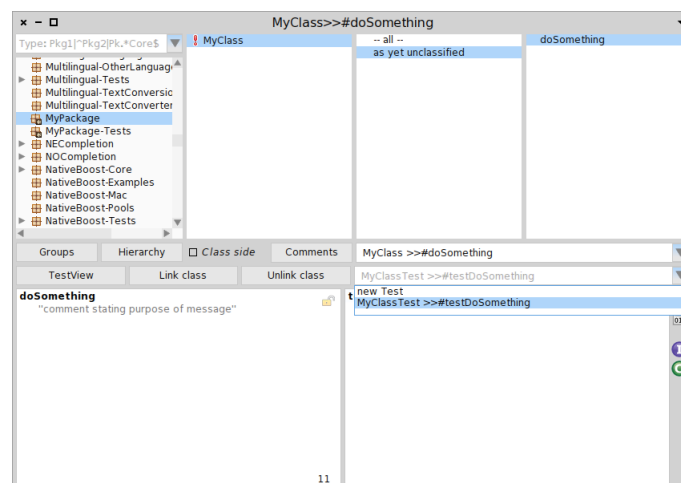 MyClass>>#doSomething
Type: Pkg1|^Pkg2|Pk.*Core$
Multilingual-OtherLanguage
Multilingual-Tests
Multilingual-TextConversio
Multilingual-TextConverter
MyPackage
MyPackage-Tests
NECompletion
NOCompletion
NativeBoost-Core
NativeBoost-Examples
NativeBoost-Mac
NativeBoost-Pools
NativeBoost-Tests
MyClass
-- all --
as yet unclassified
doSomething
Groups Hierarchy Class side Comments MyClass >>#doSomething
TestView Link class Unlink class MyClassTest >>#testDoSomething
new Test
MyClassTest >>#testDoSomething
doSomething
"comment stating purpose of message"
t
11